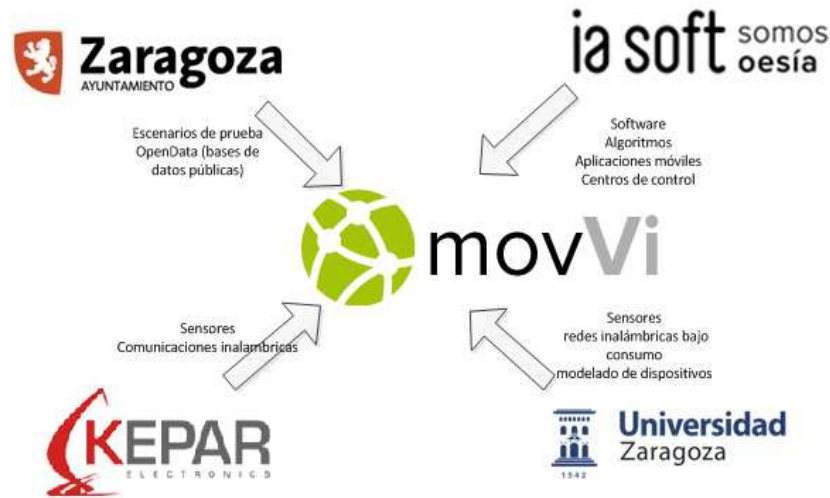 Zaragoza
AYUNTAMIENTO
ia soft somos
oesía
Escenarios de prueba
OpenData (bases de
datos públicas)
Software
Algoritmos
Aplicaciones móviles
Centros de control
movVi
Sensores
Comunicaciones inalambricas
Sensores
redes inalámbricas bajo
consumo
modelado de dispositivos
KEPAR
ELECTRONICS
Universidad
Zaragoza
1542